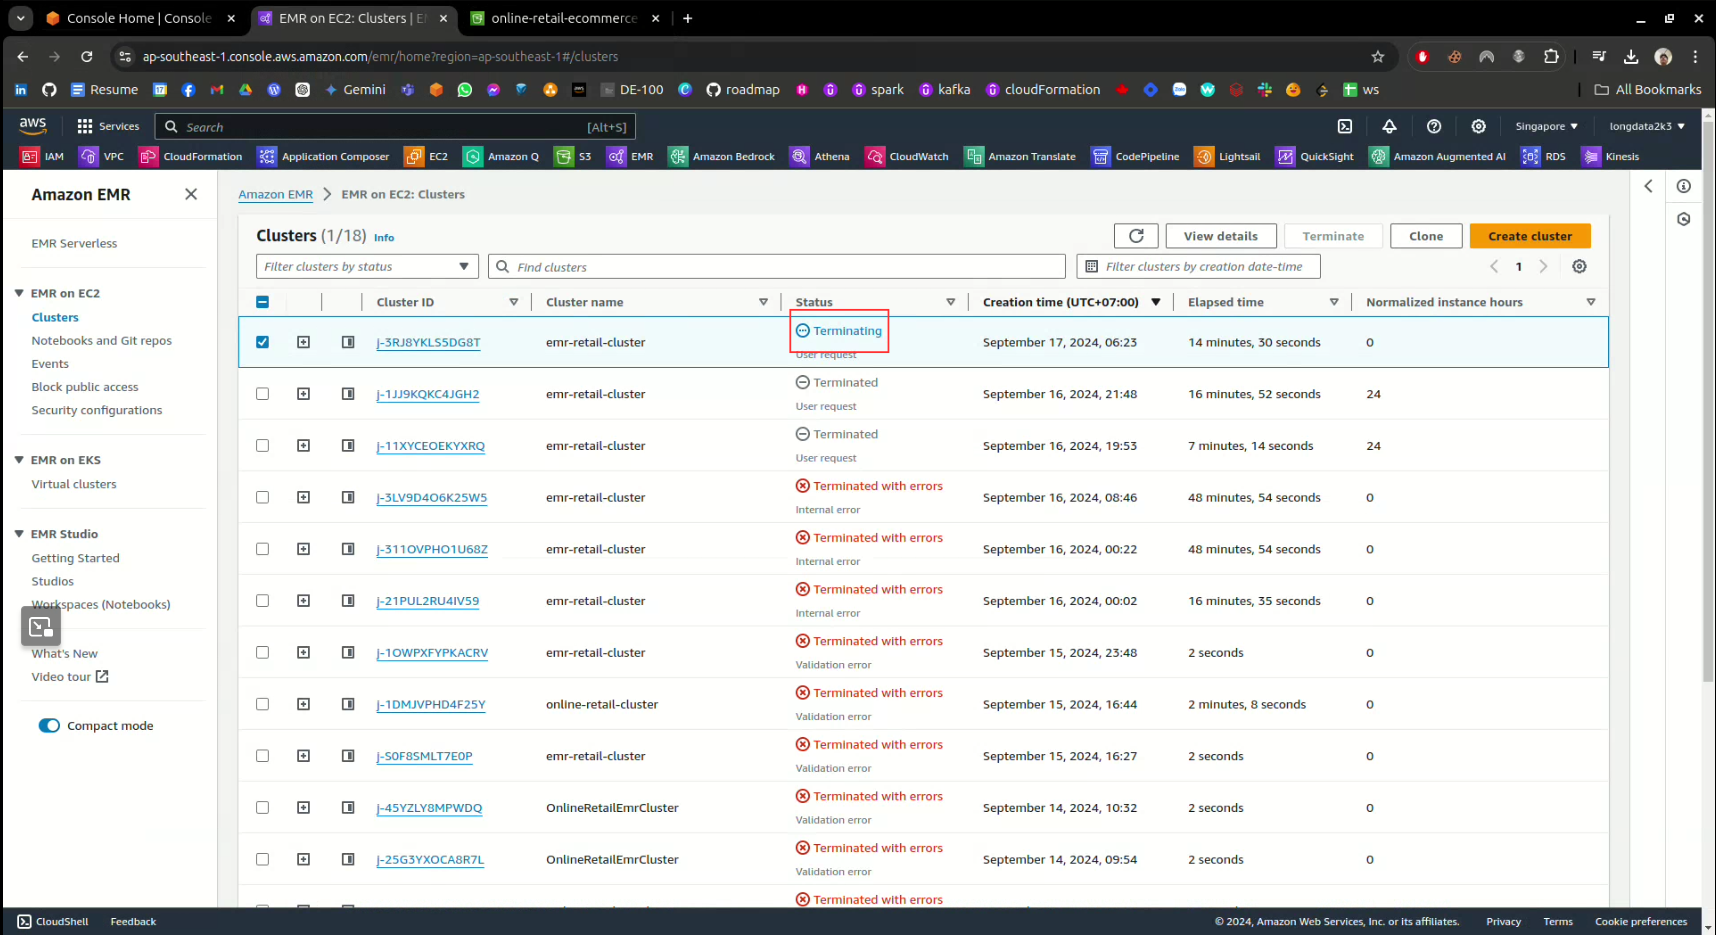 Console Home | Console
EMR on EC2: Clusters | EM
online-retail-ecommerce
ap-southeast-1.console.aws.amazon.com/emr/home?region=ap-southeast-1#/clusters
Resume
Gemini
DE-100
roadmap
spark
kafka
cloudFormation
ws
All Bookmarks
aws
Services
Search
[Alt+S]
Singapore
longdata2k3
IAM
VPC
CloudFormation
Application Composer
EC2
Amazon Q
S3
EMR
Amazon Bedrock
Athena
CloudWatch
Amazon Translate
CodePipeline
Lightsail
QuickSight
Amazon Augmented AI
RDS
Kinesis
Amazon EMR
EMR Serverless
EMR on EC2
Clusters
Notebooks and Git repos
Events
Block public access
Security configurations
EMR on EKS
Virtual clusters
EMR Studio
Getting Started
Studios
Workspaces (Notebooks)
What's New
Video tour
Compact mode
Amazon EMR > EMR on EC2: Clusters
Clusters (1/18) Info
View details
Terminate
Clone
Create cluster
Filter clusters by status
Find clusters
Filter clusters by creation date-time
1
Cluster ID Cluster name Status Creation time (UTC+07:00) Elapsed time Normalized instance hours
j-3RJ8YKLS5DG8T emr-retail-cluster Terminating September 17, 2024, 06:23 14 minutes, 30 seconds 0
User request
j-1JJ9KQKC4JGH2 emr-retail-cluster Terminated September 16, 2024, 21:48 16 minutes, 52 seconds 24
User request
j-11XYCEOEKYXRQ emr-retail-cluster Terminated September 16, 2024, 19:53 7 minutes, 14 seconds 24
User request
j-3LV9D4O6K25W5 emr-retail-cluster Terminated with errors September 16, 2024, 08:46 48 minutes, 54 seconds 0
Internal error
j-311OVPHO1U68Z emr-retail-cluster Terminated with errors September 16, 2024, 00:22 48 minutes, 54 seconds 0
Internal error
j-21PUL2RU4IV59 emr-retail-cluster Terminated with errors September 16, 2024, 00:02 16 minutes, 35 seconds 0
Internal error
j-1OWPXFYPKACRV emr-retail-cluster Terminated with errors September 15, 2024, 23:48 2 seconds 0
Validation error
j-1DMJVPHD4F25Y online-retail-cluster Terminated with errors September 15, 2024, 16:44 2 minutes, 8 seconds 0
Validation error
j-S0F8SMLT7E0P emr-retail-cluster Terminated with errors September 15, 2024, 16:27 2 seconds 0
Validation error
j-45YZLY8MPWDQ OnlineRetailEmrCluster Terminated with errors September 14, 2024, 10:32 2 seconds 0
Validation error
j-25G3YXOCA8R7L OnlineRetailEmrCluster Terminated with errors September 14, 2024, 09:54 2 seconds 0
Validation error
Terminated with errors
CloudShell
Feedback
© 2024, Amazon Web Services, Inc. or its affiliates.
Privacy
Terms
Cookie preferences